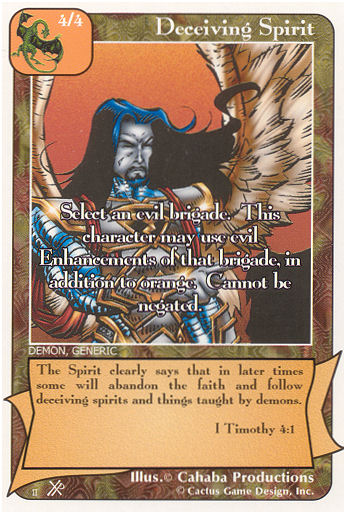 4/4
Deceiving Spirit
Select an evil brigade. This
character may use evil
Enhancements of that brigade, in
addition to orange. Cannot be
negated.
DEMON, GENERIC
The Spirit clearly says that in later times
some will abandon the faith and follow
deceiving spirits and things taught by demons.
I Timothy 4:1
Illus.© Cahaba Productions
II
© Cactus Game Design, Inc.